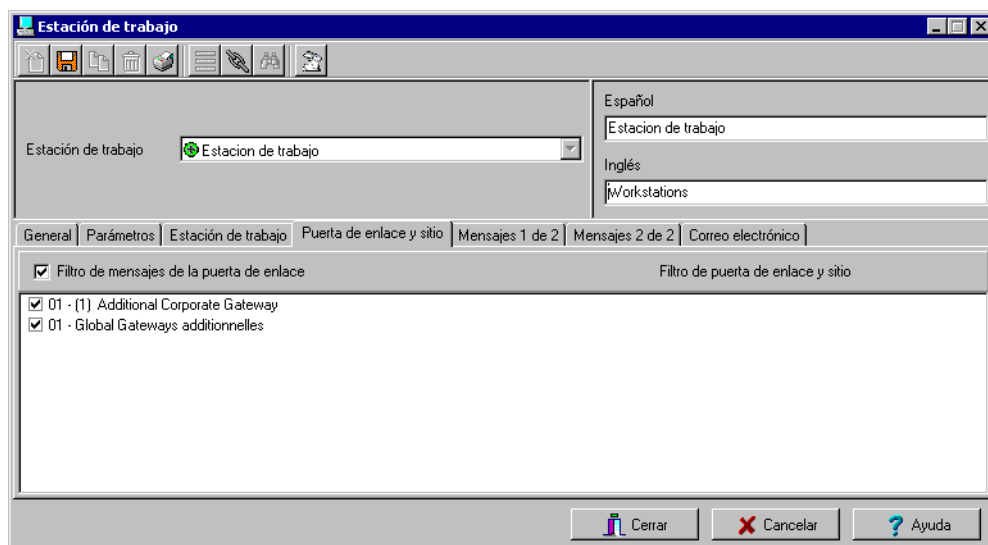 Estación de trabajo
Español
Estacion de trabajo
Estación de trabajo
Estacion de trabajo
Inglés
Workstations
General Parámetros Estación de trabajo Puerta de enlace y sitio Mensajes 1 de 2 Mensajes 2 de 2 Correo electrónico
Filtro de mensajes de la puerta de enlace Filtro de puerta de enlace y sitio
01 - (1) Additional Corporate Gateway
01 - Global Gateways additionnelles
Cerrar Cancelar Ayuda